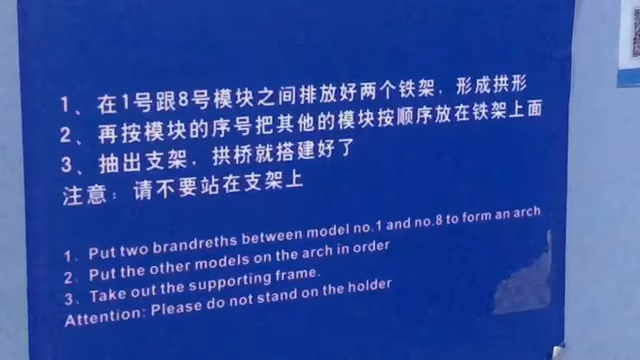 1、在1号跟8号模块之间排放好两个铁架，形成拱形
2、再按模块的序号把其他的模块按顺序放在铁架上面
3、抽出支架，拱桥就搭建好了
注意：请不要站在支架上
1、Put two brandreths between model no.1 and no.8 to form an arch
2、Put the other models on the arch in order
3、Take out the supporting frame.
Attention: Please do not stand on the holder